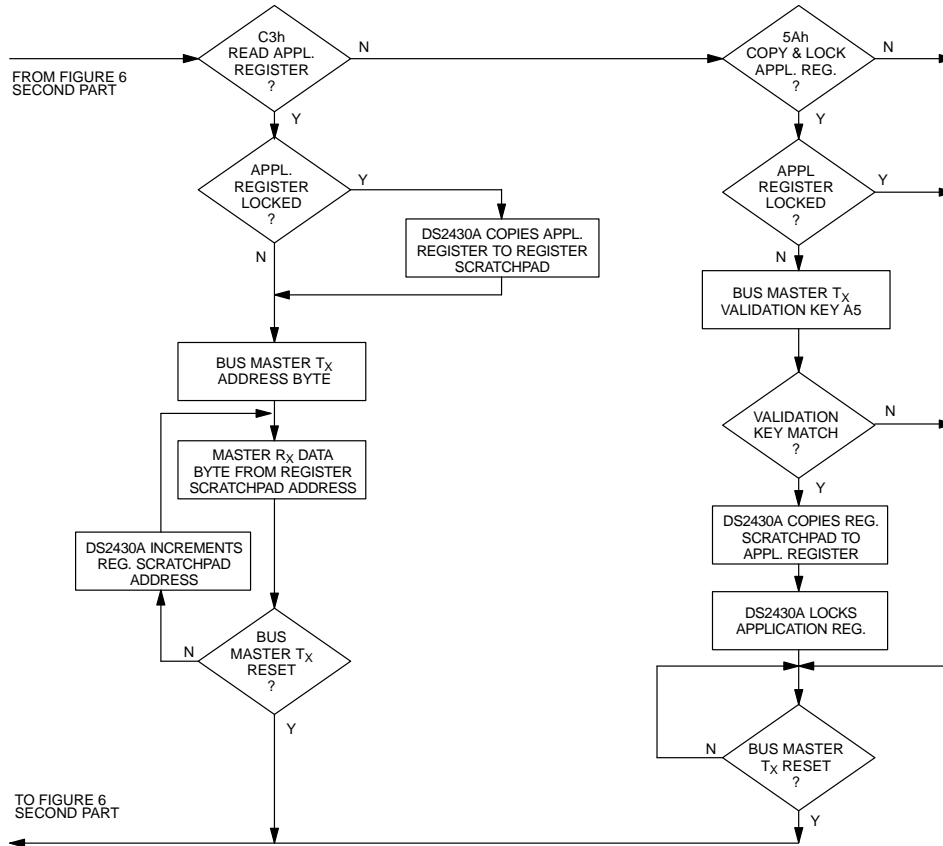 C3h
READ APPL.
REGISTER
?
N
Y
FROM FIGURE 6
SECOND PART
APPL.
REGISTER
LOCKED
?
Y
N
DS2430A COPIES APPL.
REGISTER TO REGISTER
SCRATCHPAD
BUS MASTER TX
ADDRESS BYTE
MASTER RX DATA
BYTE FROM REGISTER
SCRATCHPAD ADDRESS
DS2430A INCREMENTS
REG. SCRATCHPAD
ADDRESS
BUS
MASTER TX
RESET
?
N
Y
TO FIGURE 6
SECOND PART
5Ah
COPY & LOCK
APPL. REG.
?
N
Y
APPL
REGISTER
LOCKED
?
Y
N
BUS MASTER TX
VALIDATION KEY A5
VALIDATION
KEY MATCH
?
N
Y
DS2430A COPIES REG.
SCRATCHPAD TO
APPL. REGISTER
DS2430A LOCKS
APPLICATION REG.
BUS MASTER
TX RESET
?
N
Y